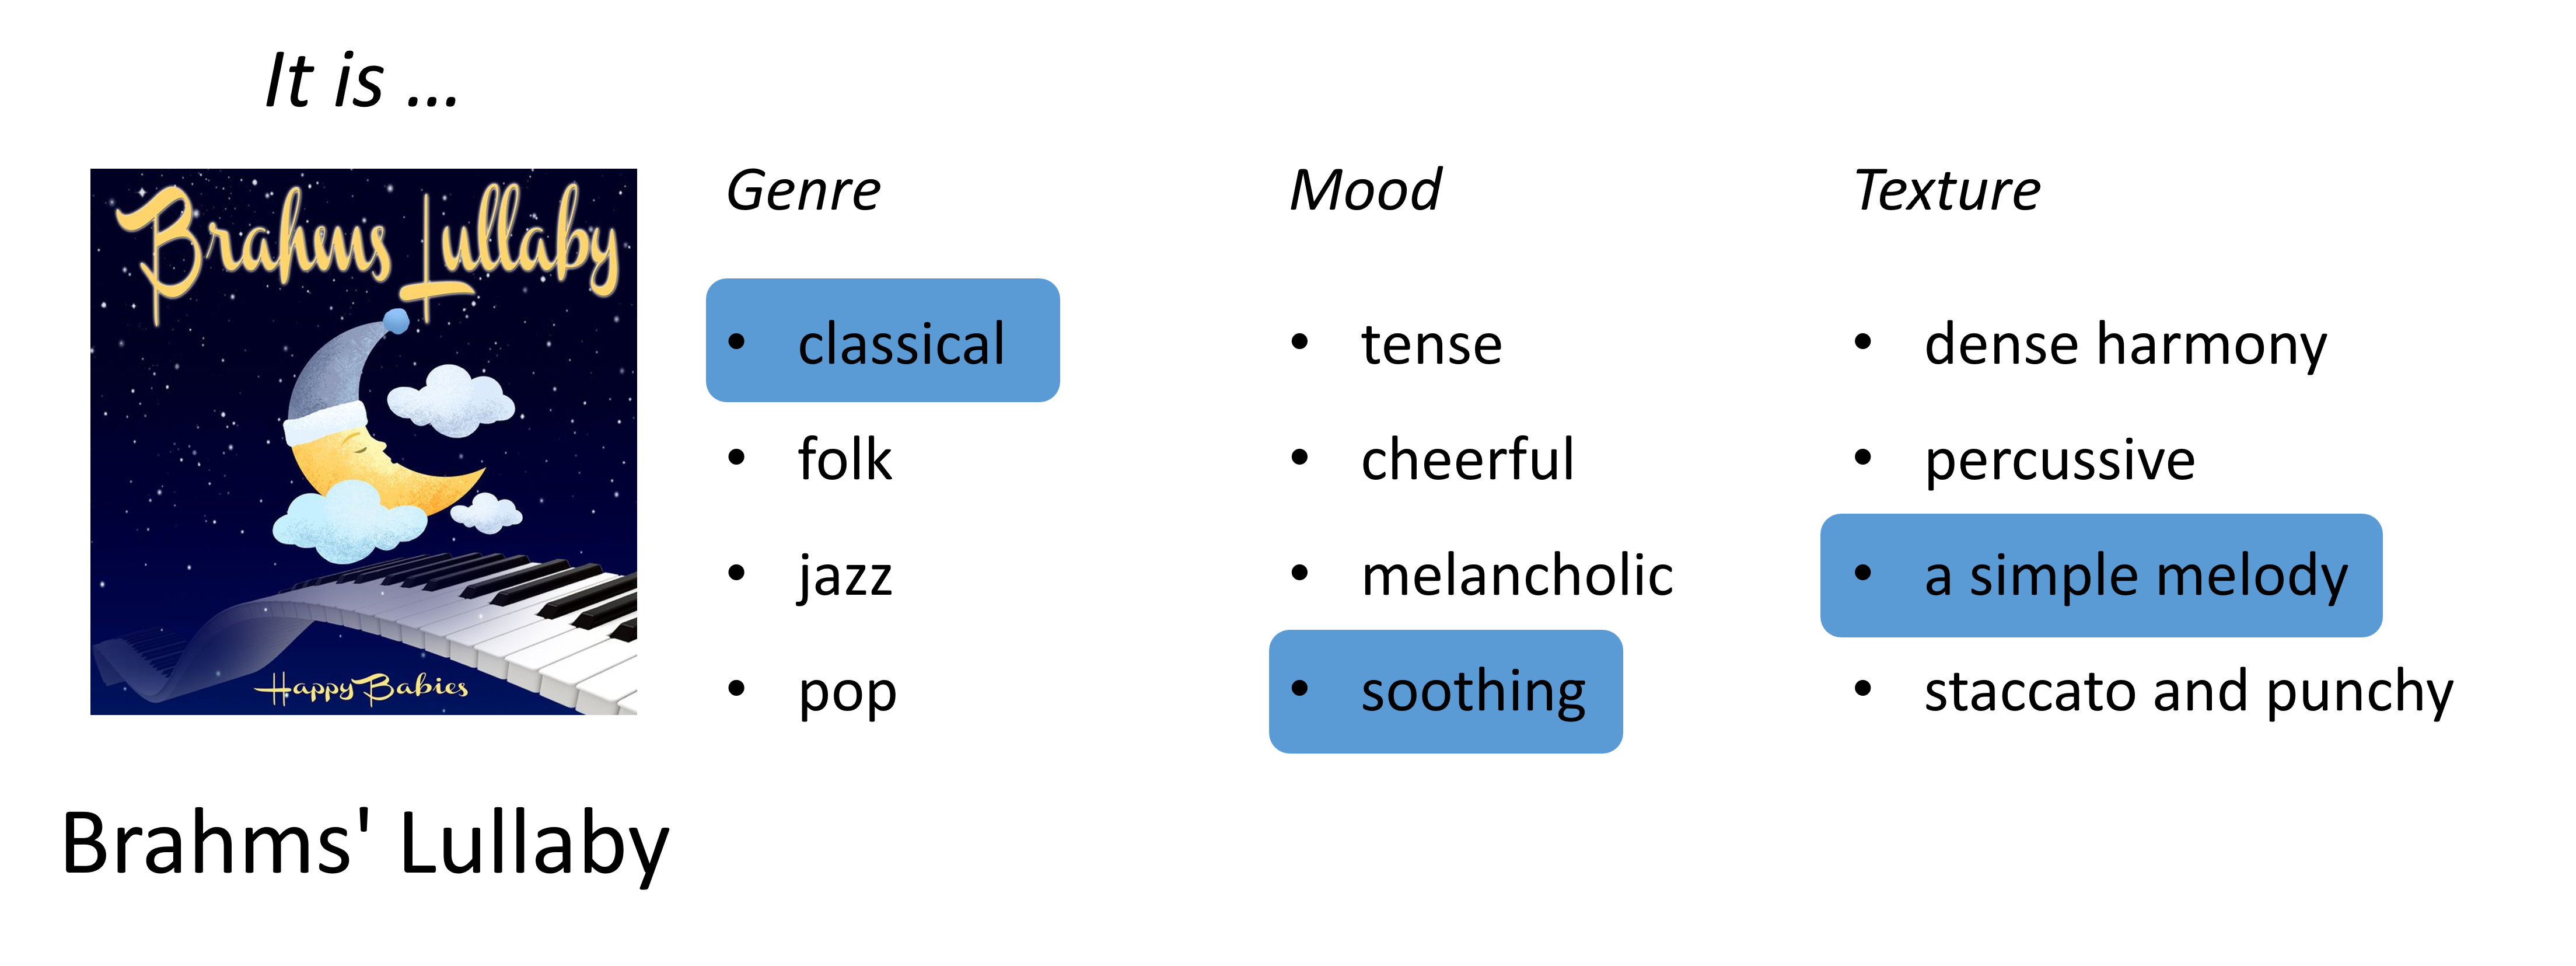 It is ...
Brahms Lullaby
Happy Babies
Brahms' Lullaby
Genre
• classical
• folk
• jazz
• pop
Mood
• tense
• cheerful
• melancholic
• soothing
Texture
• dense harmony
• percussive
• a simple melody
• staccato and punchy